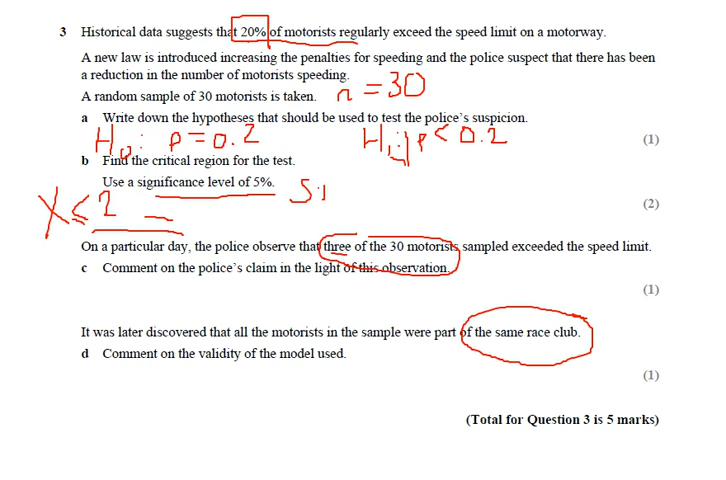 3 Historical data suggests that 20% of motorists regularly exceed the speed limit on a motorway.
A new law is introduced increasing the penalties for speeding and the police suspect that there has been
a reduction in the number of motorists speeding.
n = 30
A random sample of 30 motorists is taken.
a Write down the hypotheses that should be used to test the police's suspicion.
H₀: p = 0.2 H₁: p < 0.2
(1)
b Find the critical region for the test.
Use a significance level of 5%.
X ≤ 2
(2)
On a particular day, the police observe that three of the 30 motorists sampled exceeded the speed limit.
c Comment on the police's claim in the light of this observation.
(1)
It was later discovered that all the motorists in the sample were part of the same race club.
d Comment on the validity of the model used.
(1)
(Total for Question 3 is 5 marks)